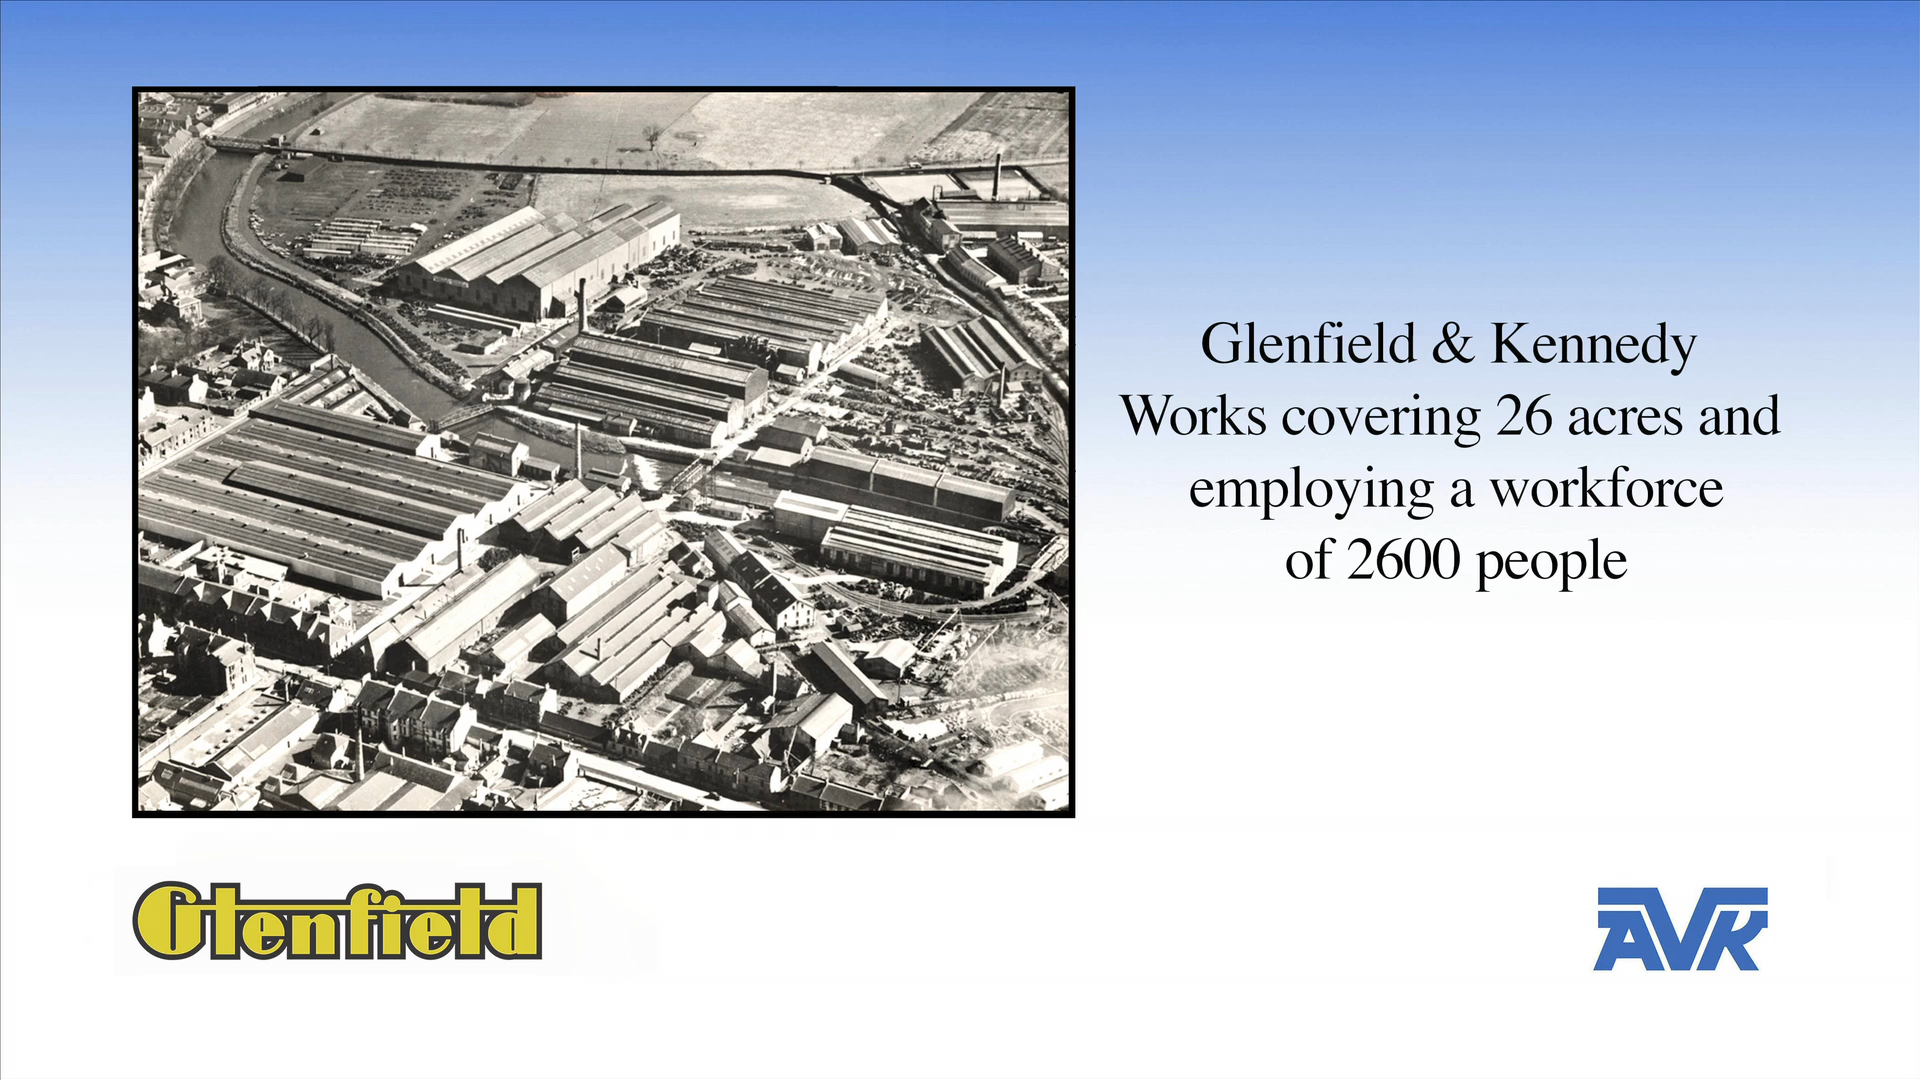 Glenfield & Kennedy
Works covering 26 acres and
employing a workforce
of 2600 people
Glenfield
AVK